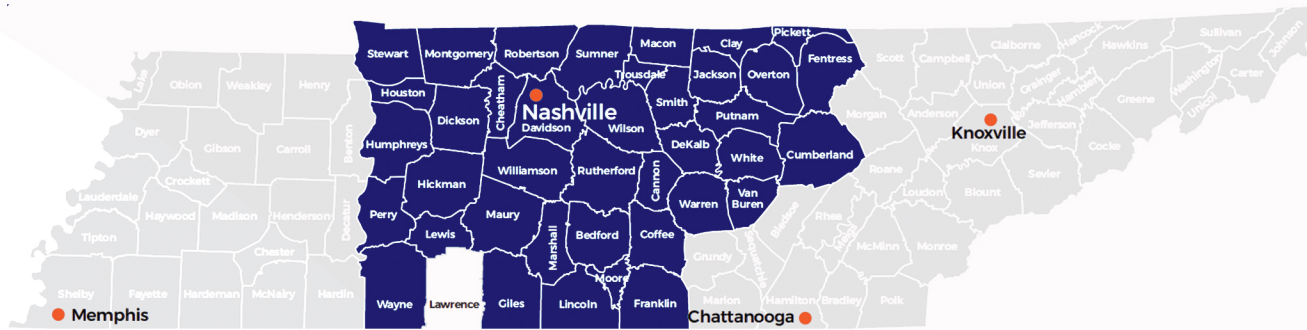 Stewart
Montgomery
Robertson
Sumner
Macon
Clay
Pickett
Fentress
Scott
Campbell
Claiborne
Hancock
Hawkins
Sullivan
Johnson
Lake
Obion
Weakley
Henry
Houston
Cheatham
Trousdale
Jackson
Overton
Union
Grainger
Hamblen
Washington
Carter
Unicoi
Greene
Dickson
Nashville
Davidson
Wilson
Smith
Putnam
Morgan
Anderson
Knoxville
Knox
Jefferson
Cocke
Dyer
Gibson
Carroll
Benton
Humphreys
DeKalb
White
Cumberland
Roane
Loudon
Blount
Sevier
Lauderdale
Crockett
Haywood
Madison
Henderson
Decatur
Hickman
Williamson
Rutherford
Cannon
Warren
Van
Buren
Bledsoe
Rhea
Meigs
McMinn
Monroe
Tipton
Chester
Perry
Lewis
Maury
Marshall
Bedford
Coffee
Grundy
Sequatchie
Shelby
Fayette
Hardeman
McNairy
Hardin
Wayne
Lawrence
Giles
Lincoln
Moore
Franklin
Marion
Hamilton
Bradley
Polk
Memphis
Chattanooga